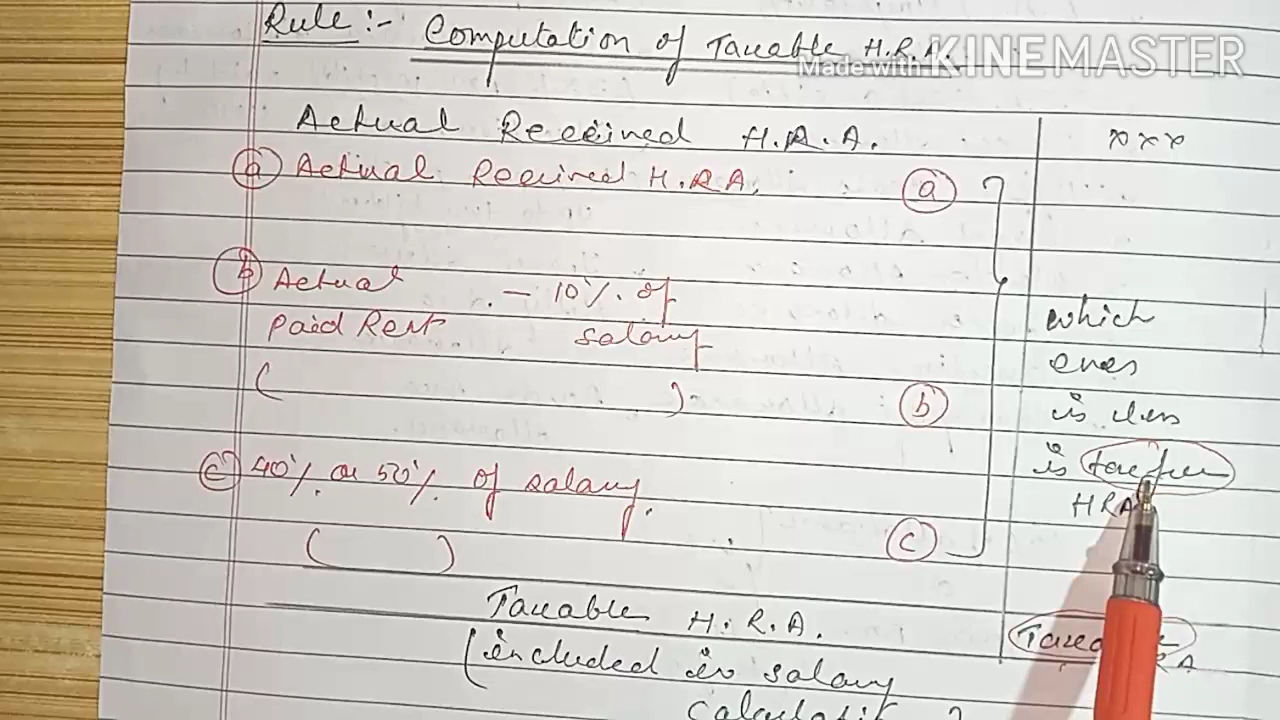 Rule :- Computation of Taxable H.R.A
Made with KINEMASTER
Actual Received H.R.A. xxx
(a) Actual Received H.R.A. (a)
(b) Actual - 10%. of
Paid Rent salary
( ) (b)
which
ever
is less
is tax free
HRA
(c) 40%. or 50%. of salary.
( ) (c)
Taxable H.R.A.
(included in salary